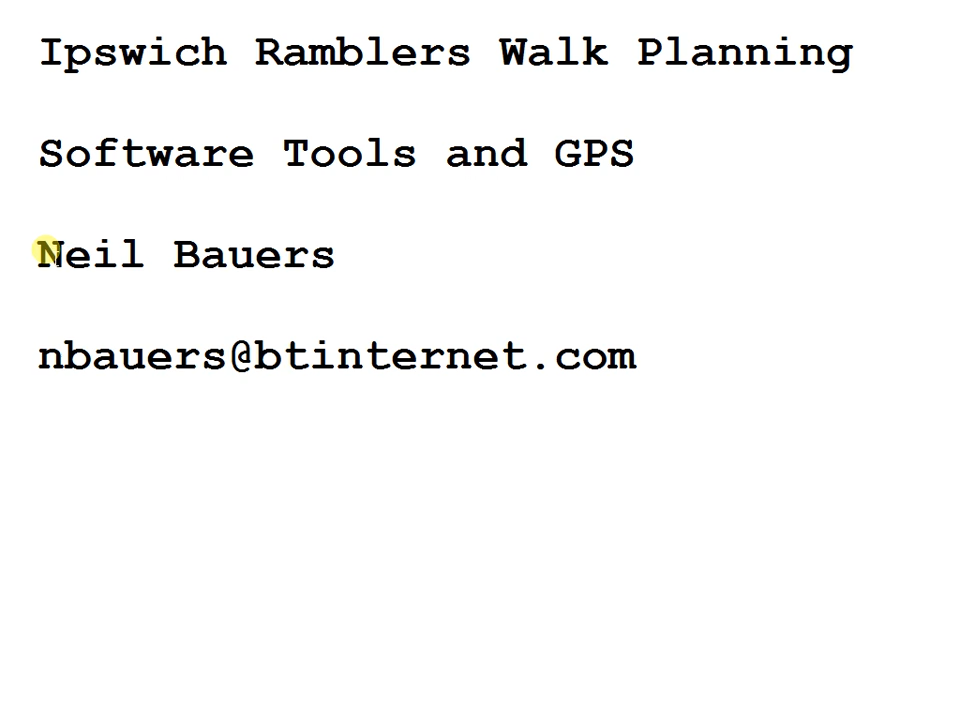 Ipswich Ramblers Walk Planning
Software Tools and GPS
Neil Bauers
nbauers@btinternet.com